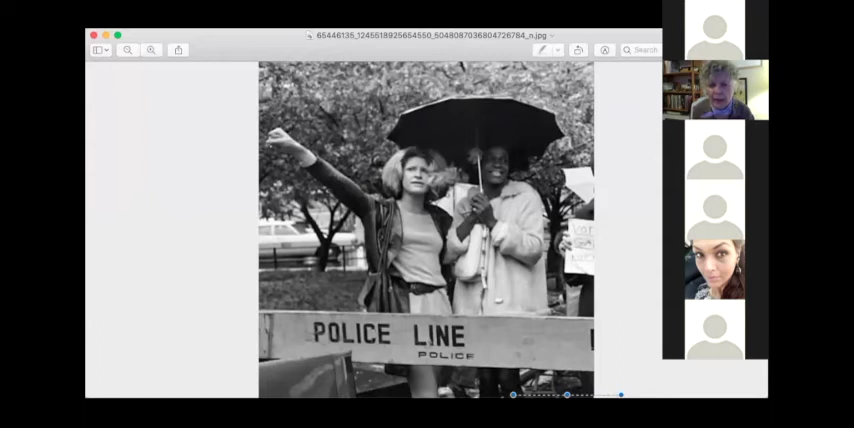 65446135_1245518925654550_5048087036804726784_n.jpg
Search
POLICE LINE
POLICE